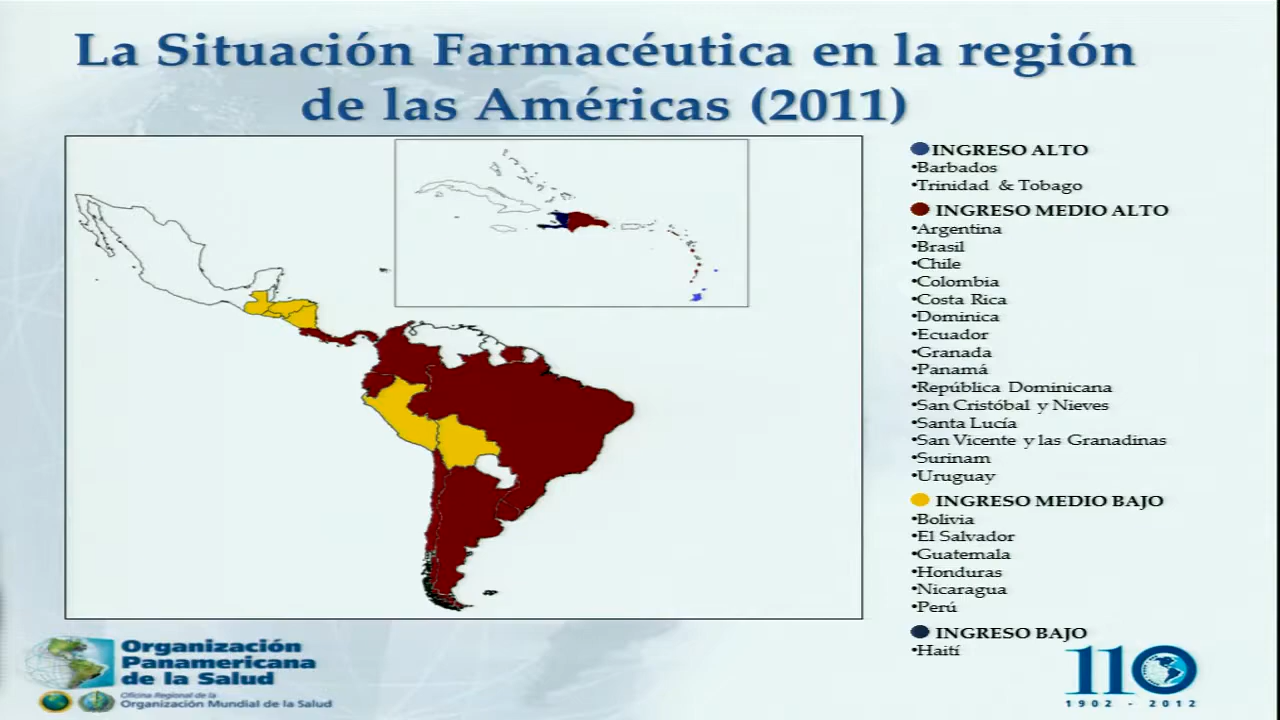 La Situación Farmacéutica en la región
de las Américas (2011)
INGRESO ALTO
•Barbados
•Trinidad & Tobago
INGRESO MEDIO ALTO
•Argentina
•Brasil
•Chile
•Colombia
•Costa Rica
•Dominica
•Ecuador
•Granada
•Panamá
•República Dominicana
•San Cristóbal y Nieves
•Santa Lucía
•San Vicente y las Granadinas
•Surinam
•Uruguay
INGRESO MEDIO BAJO
•Bolivia
•El Salvador
•Guatemala
•Honduras
•Nicaragua
•Perú
INGRESO BAJO
•Haití
Organización
Panamericana
de la Salud
Oficina Regional de la
Organización Mundial de la Salud
110
1902 - 2012